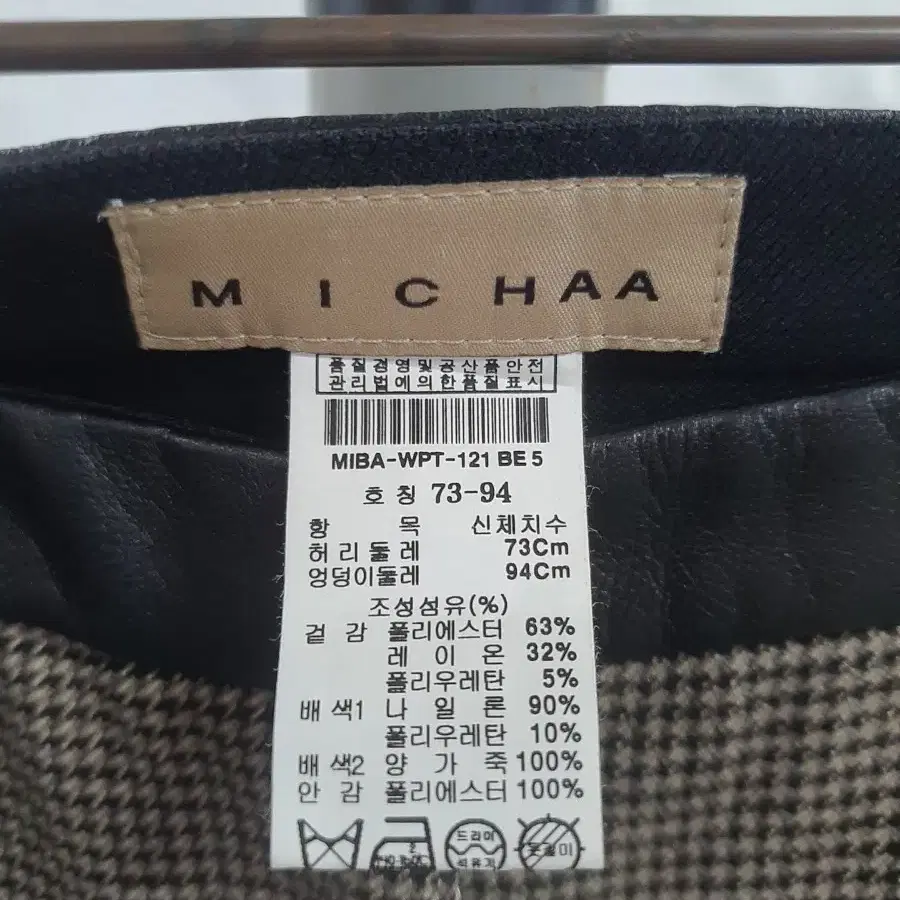 MICHAA
품질경영및공산품안전
관리법에의한품질표시
MIBA-WPT-121 BE 5
호칭 73-94
항 목 신체치수
허리둘레 73Cm
엉덩이둘레 94Cm
조성섬유(%)
겉감 폴리에스터 63%
레이온 32%
폴리우레탄 5%
배색1 나일론 90%
폴리우레탄 10%
배색2 양가죽 100%
안감 폴리에스터 100%
드라이
석유계